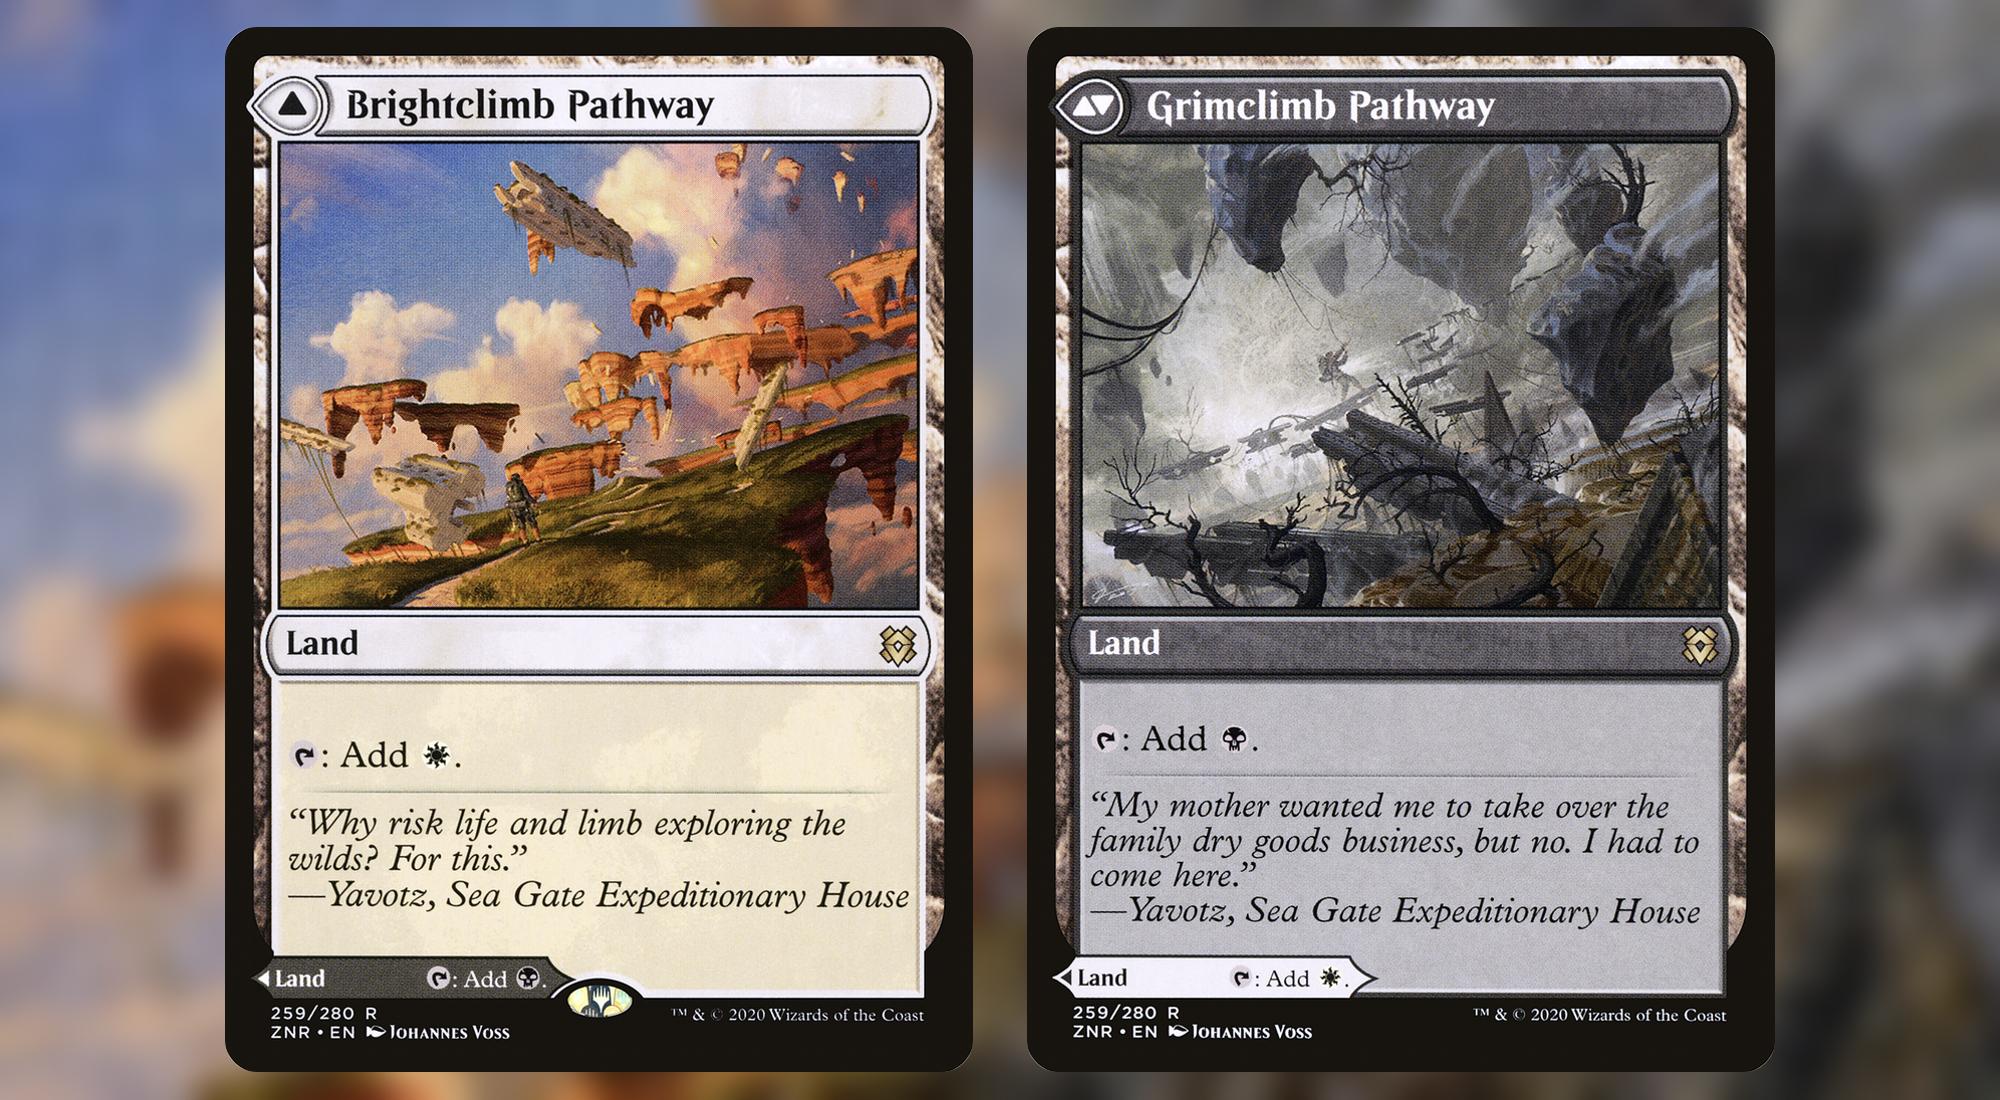 Brightclimb Pathway
Land
: Add .
“Why risk life and limb exploring the
wilds? For this.”
—Yavotz, Sea Gate Expeditionary House
Land : Add .
259/280 R
ZNR • EN Johannes Voss
™ & © 2020 Wizards of the Coast
Grimclimb Pathway
Land
: Add .
“My mother wanted me to take over the
family dry goods business, but no. I had to
come here.”
—Yavotz, Sea Gate Expeditionary House
Land : Add .
259/280 R
ZNR • EN Johannes Voss
™ & © 2020 Wizards of the Coast